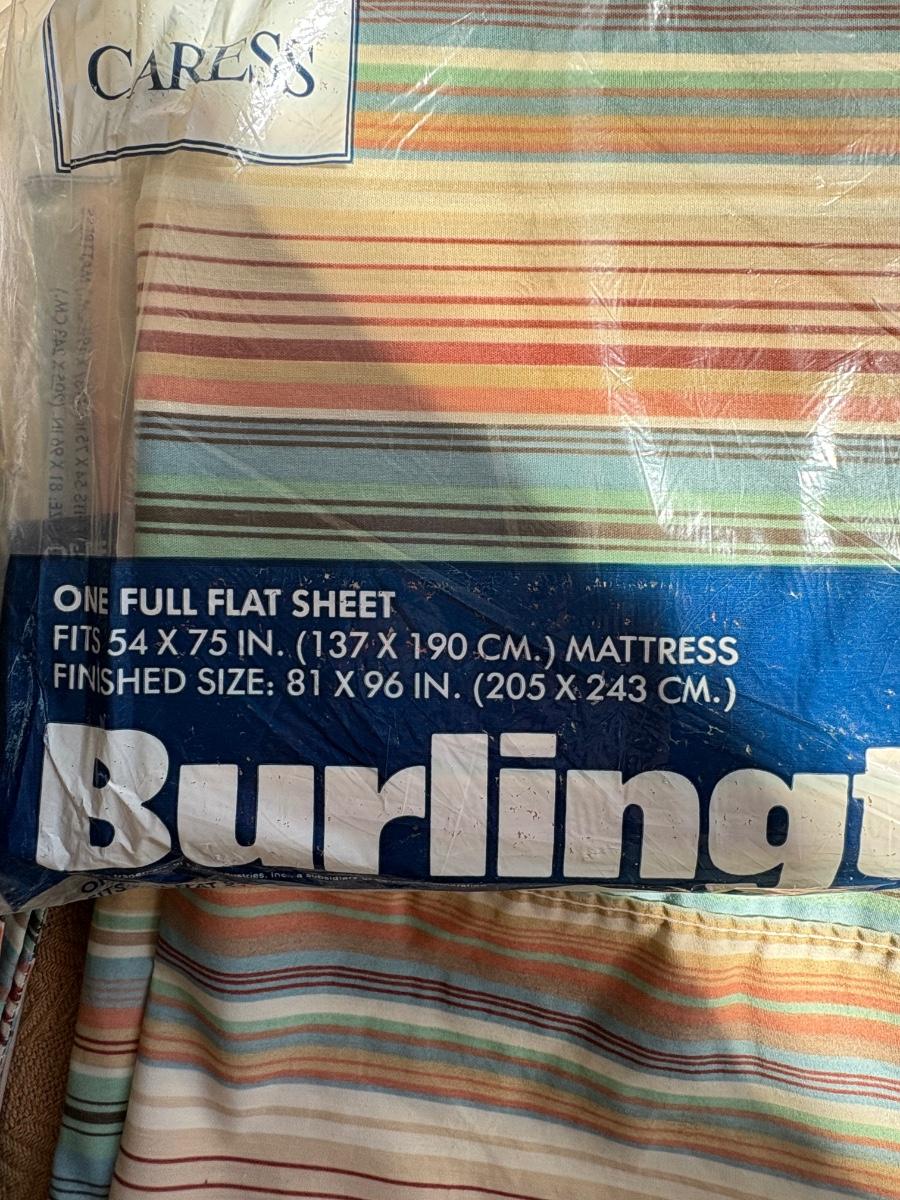 CARESS
ONE FULL FLAT SHEET
FITS 54 X 75 IN. (137 X 190 CM.) MATTRESS
FINISHED SIZE: 81 X 96 IN. (205 X 243 CM.)
Burlingt
Inc., a